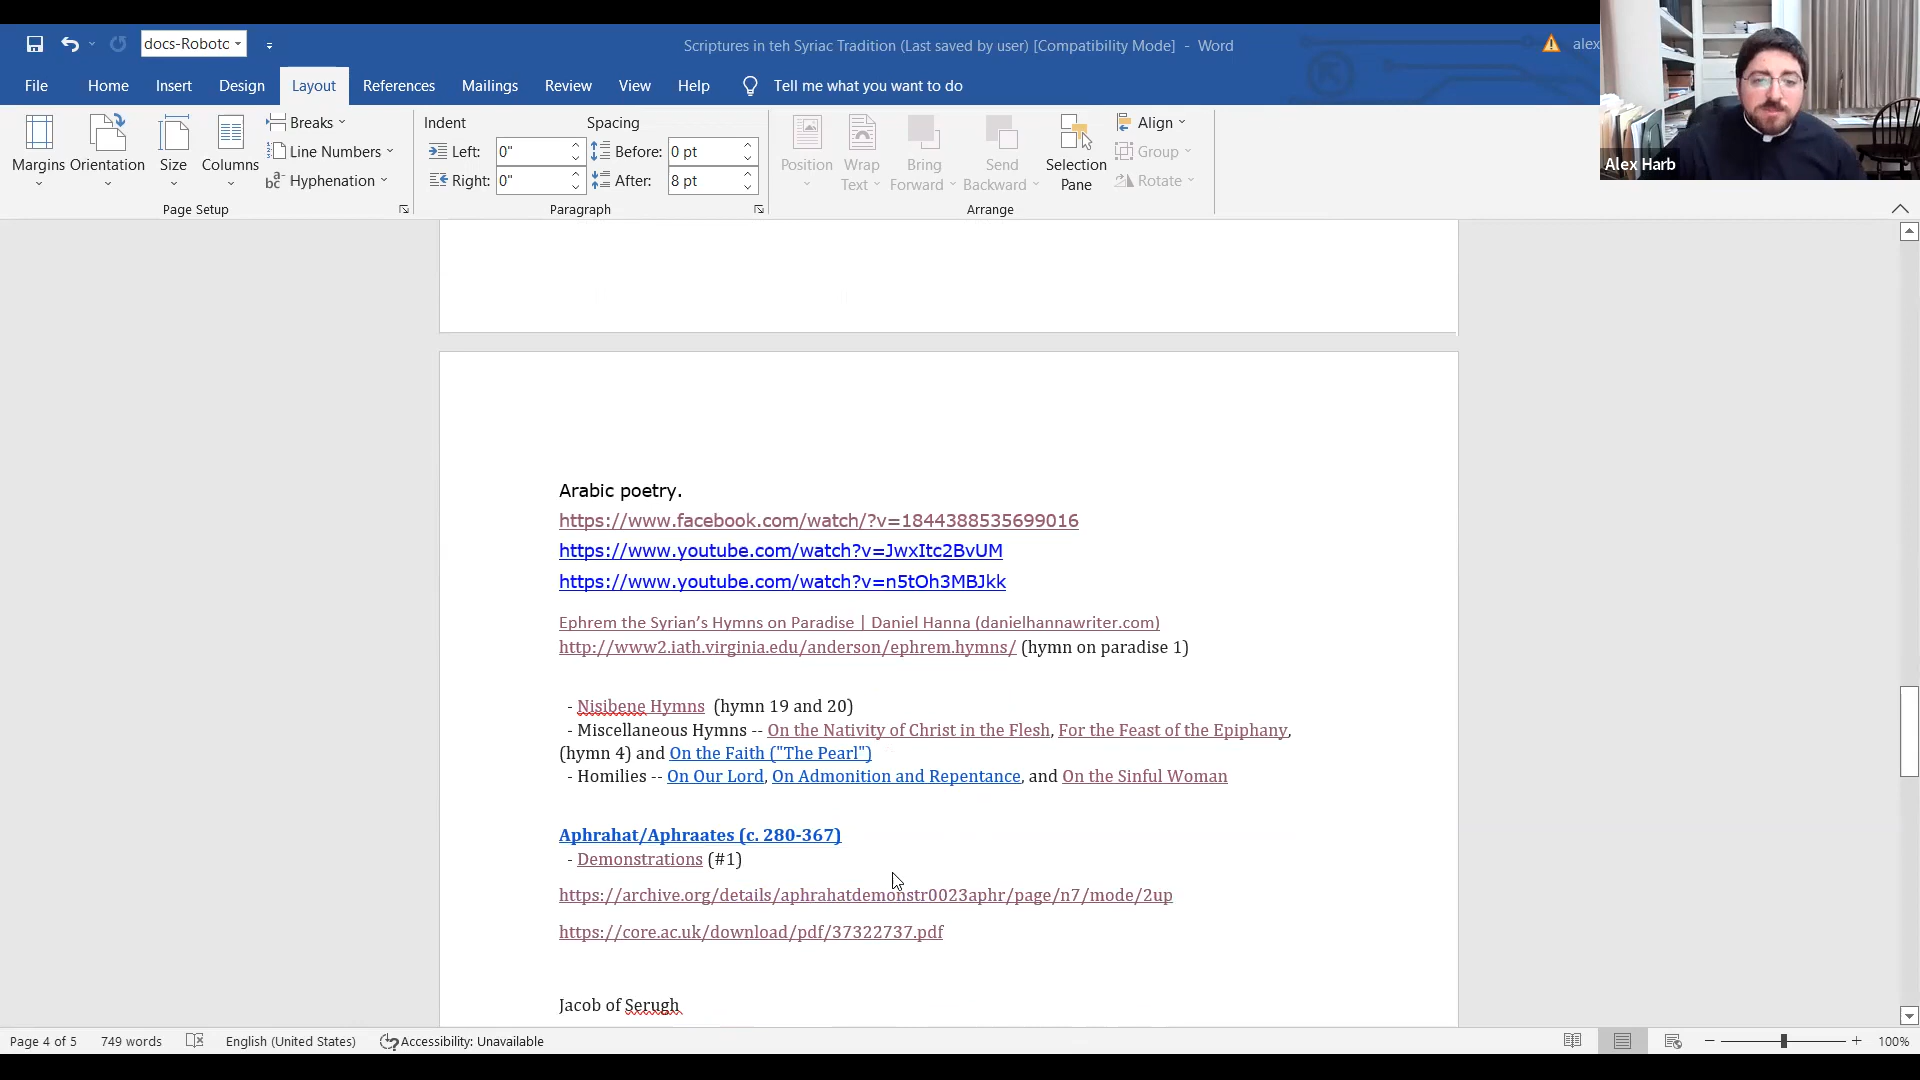 docs-Robotc
Scriptures in teh Syriac Tradition (Last saved by user) [Compatibility Mode] - Word
alex
File Home Insert Design Layout References Mailings Review View Help Tell me what you want to do
Margins Orientation Size Columns
Breaks
Line Numbers
Hyphenation
Page Setup
Indent Spacing
Left: 0" Before: 0 pt
Right: 0" After: 8 pt
Paragraph
Position Wrap Text Bring Forward Send Backward Selection Pane
Align
Group
Rotate
Arrange
Alex Harb
Arabic poetry.
https://www.facebook.com/watch/?v=1844388535699016
https://www.youtube.com/watch?v=JwxItc2BvUM
https://www.youtube.com/watch?v=n5tOh3MBJkk
Ephrem the Syrian's Hymns on Paradise | Daniel Hanna (danielhannawriter.com)
http://www2.iath.virginia.edu/anderson/ephrem.hymns/ (hymn on paradise 1)
- Nisibene Hymns (hymn 19 and 20)
- Miscellaneous Hymns -- On the Nativity of Christ in the Flesh, For the Feast of the Epiphany,
(hymn 4) and On the Faith ("The Pearl")
- Homilies -- On Our Lord, On Admonition and Repentance, and On the Sinful Woman
Aphrahat/Aphraates (c. 280-367)
- Demonstrations (#1)
https://archive.org/details/aphrahatdemonstr0023aphr/page/n7/mode/2up
https://core.ac.uk/download/pdf/37322737.pdf
Jacob of Serugh
Page 4 of 5 749 words English (United States) Accessibility: Unavailable 100%